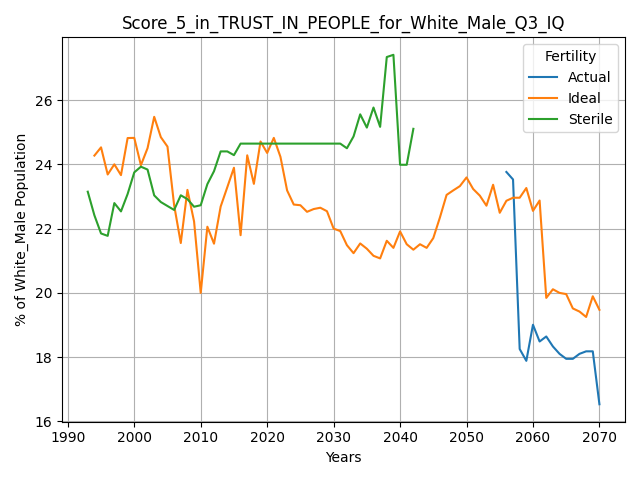 Score_5_in_TRUST_IN_PEOPLE_for_White_Male_Q3_IQ
Fertility
Actual
Ideal
Sterile
% of White_Male Population
26
24
22
20
18
16
1990 2000 2010 2020 2030 2040 2050 2060 2070
Years